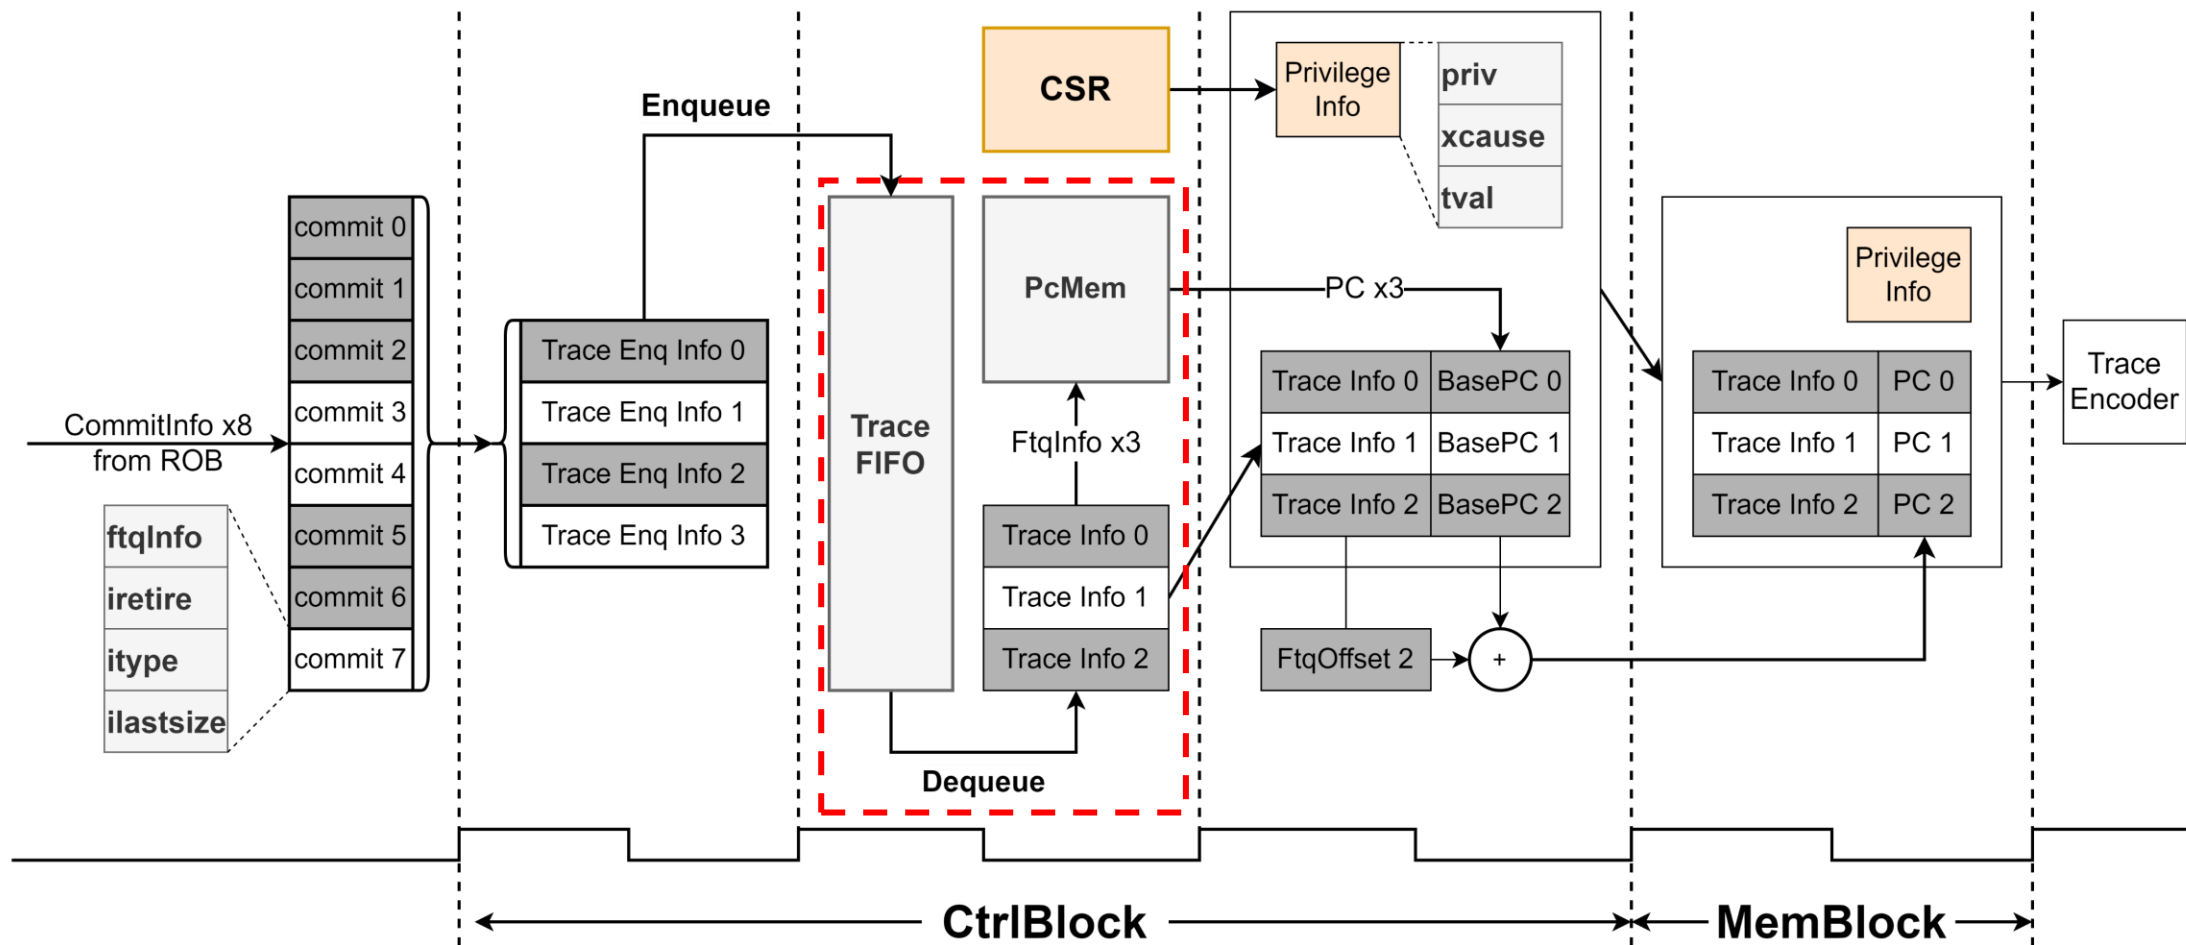 CommitInfo x8
from ROB
ftqInfo
iretire
itype
ilastsize
commit 0
commit 1
commit 2
commit 3
commit 4
commit 5
commit 6
commit 7
Enqueue
Trace Enq Info 0
Trace Enq Info 1
Trace Enq Info 2
Trace Enq Info 3
Trace
FIFO
Dequeue
CSR
PcMem
FtqInfo x3
Trace Info 0
Trace Info 1
Trace Info 2
Privilege
Info
priv
xcause
tval
PC x3
Trace Info 0 BasePC 0
Trace Info 1 BasePC 1
Trace Info 2 BasePC 2
FtqOffset 2
+
Privilege
Info
Trace Info 0 PC 0
Trace Info 1 PC 1
Trace Info 2 PC 2
Trace
Encoder
CtrlBlock
MemBlock